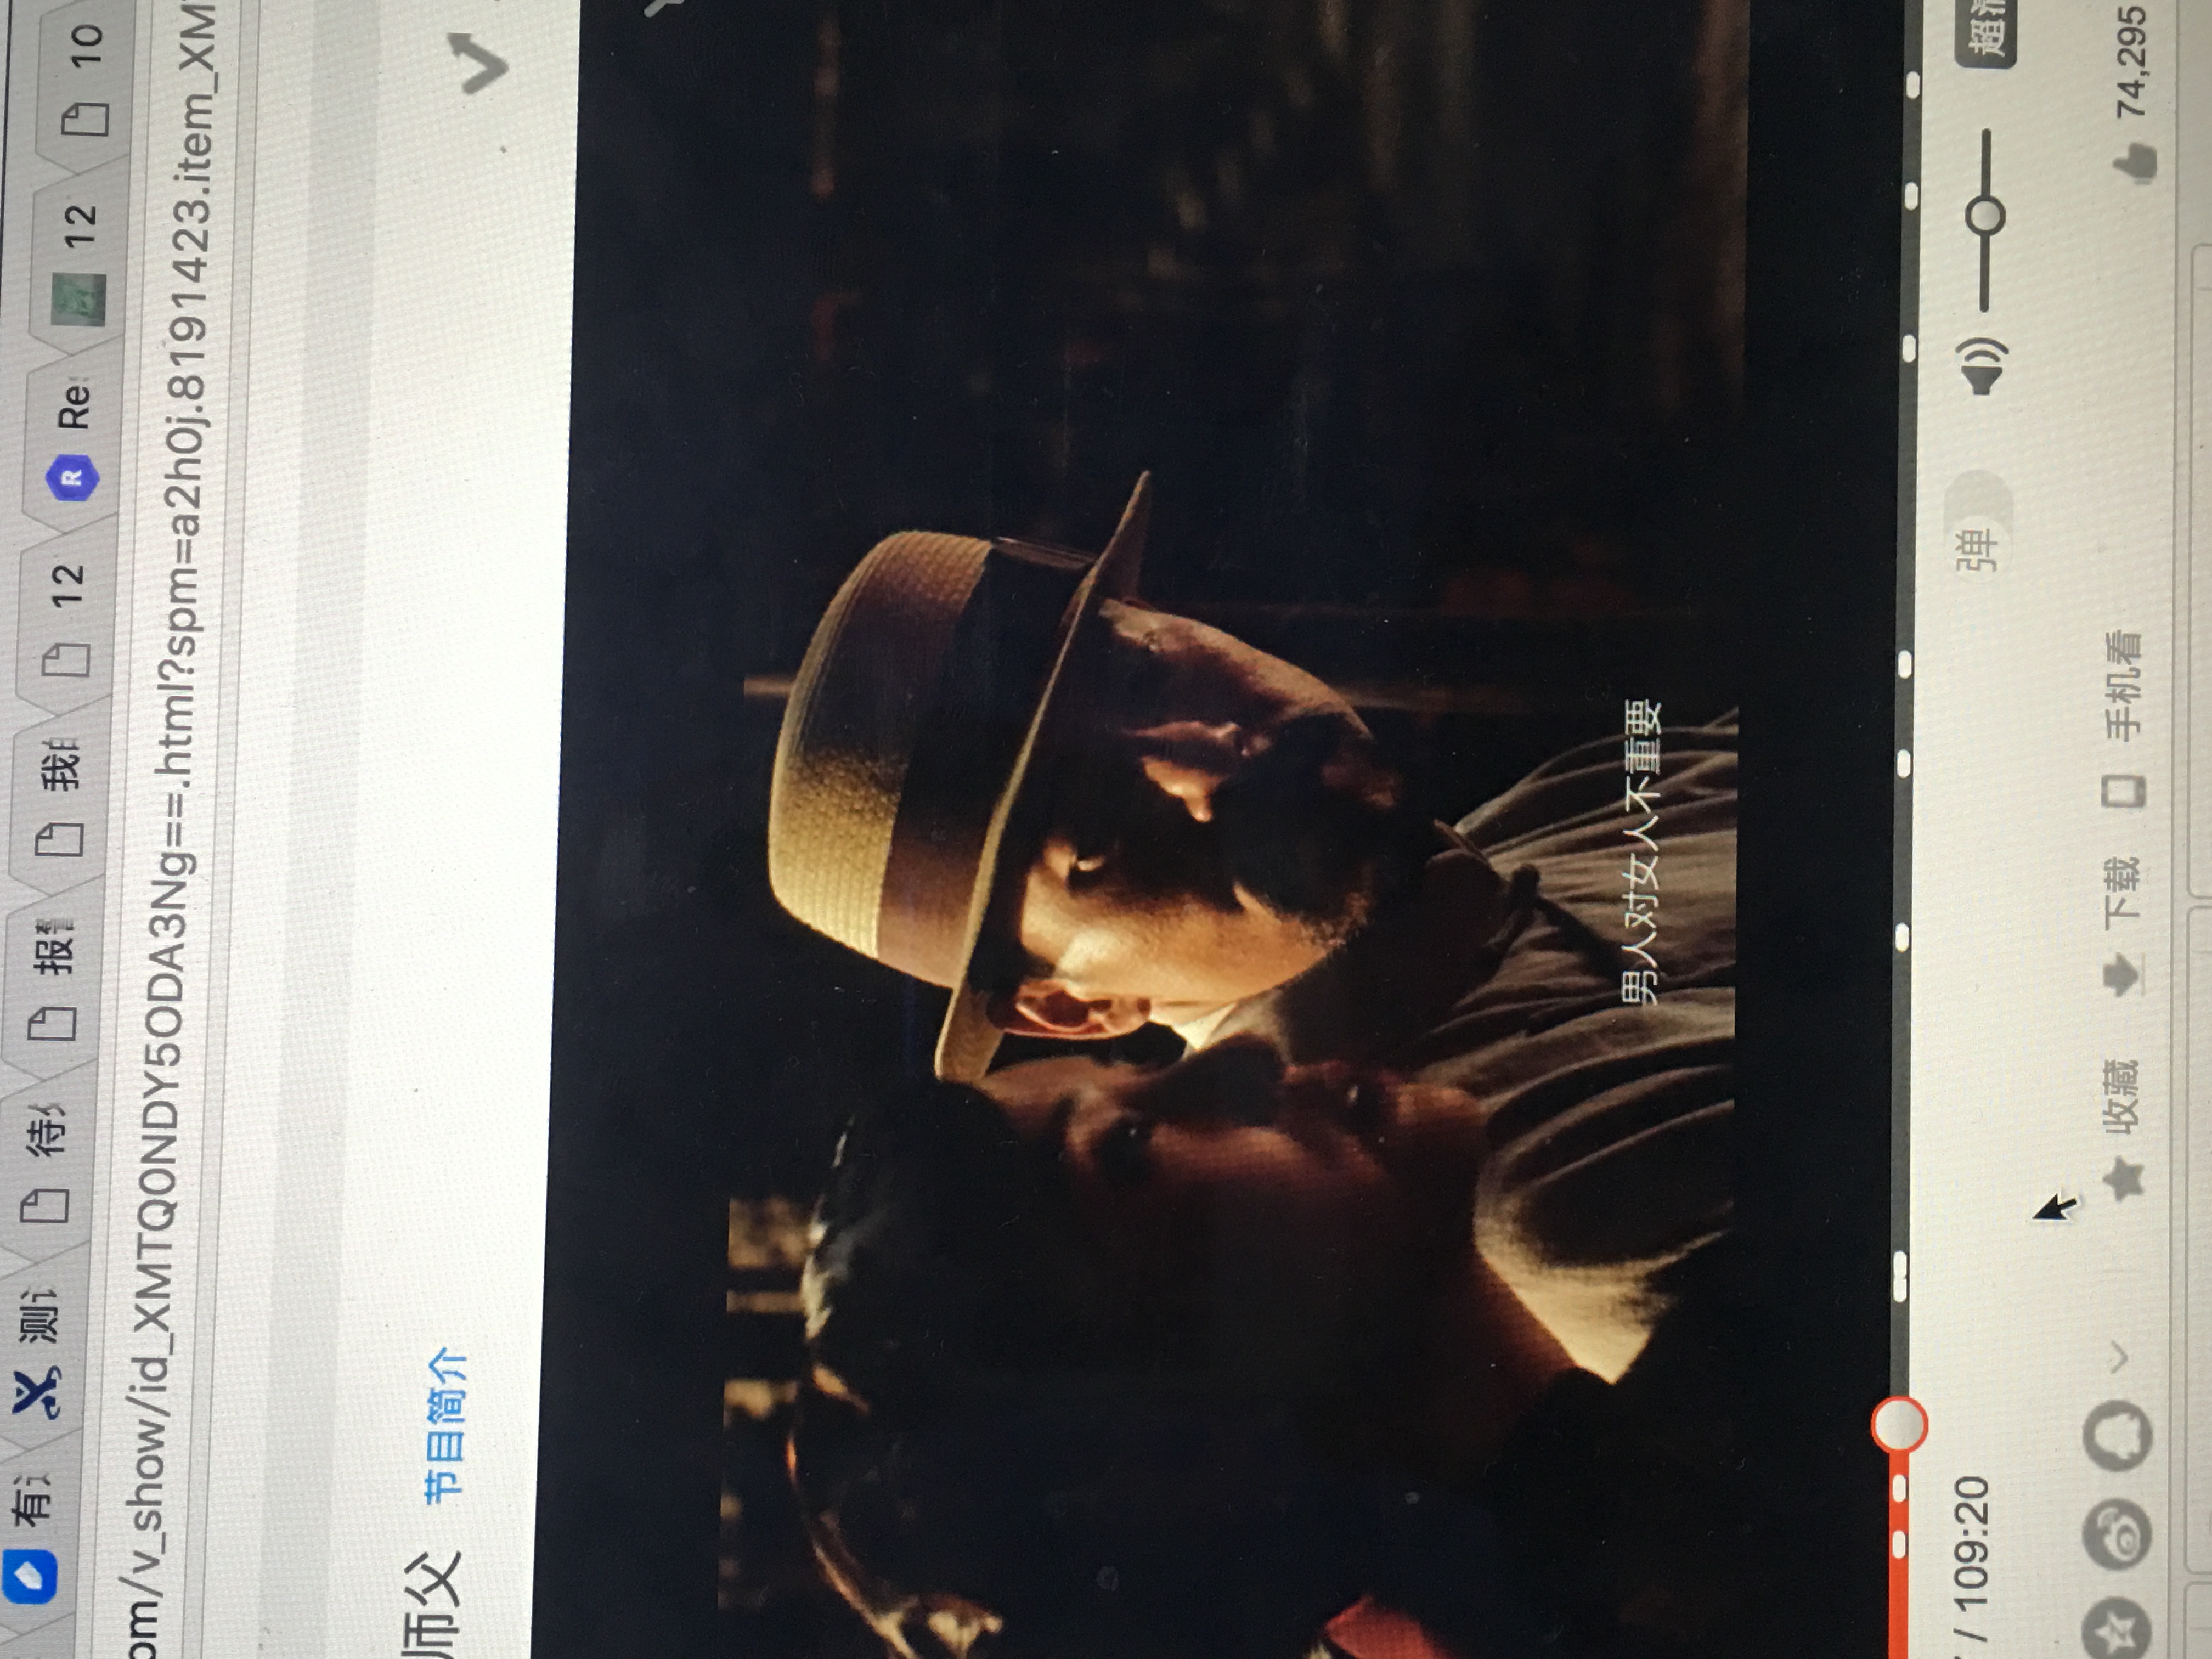 有 测 待 报 我 12 Re 12 10
om/v_show/id_XMTQ0NDY5ODA3Ng==.html?spm=a2h0j.8191423.item_XM
师父 节目简介
男人对女人不重要
/ 109:20 弹 超清
收藏 下载 手机看 74,295